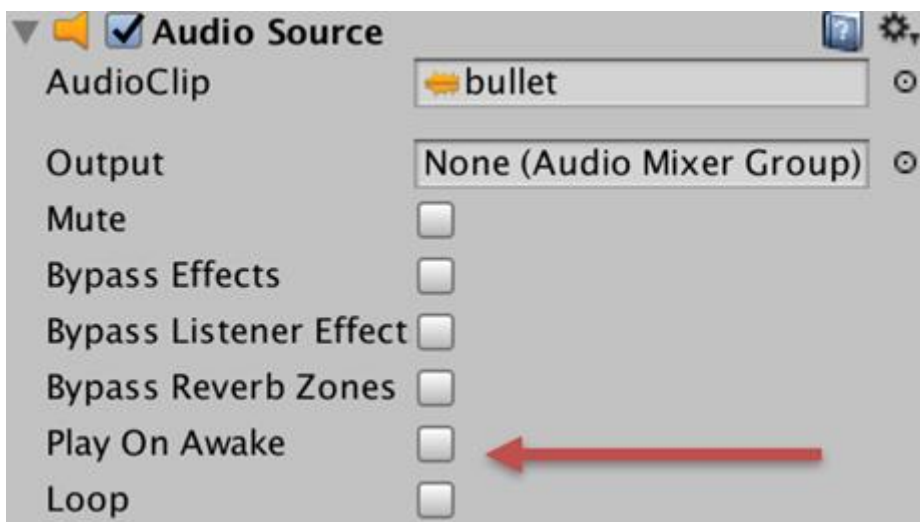 Audio Source
AudioClip bullet
Output None (Audio Mixer Group)
Mute
Bypass Effects
Bypass Listener Effect
Bypass Reverb Zones
Play On Awake
Loop